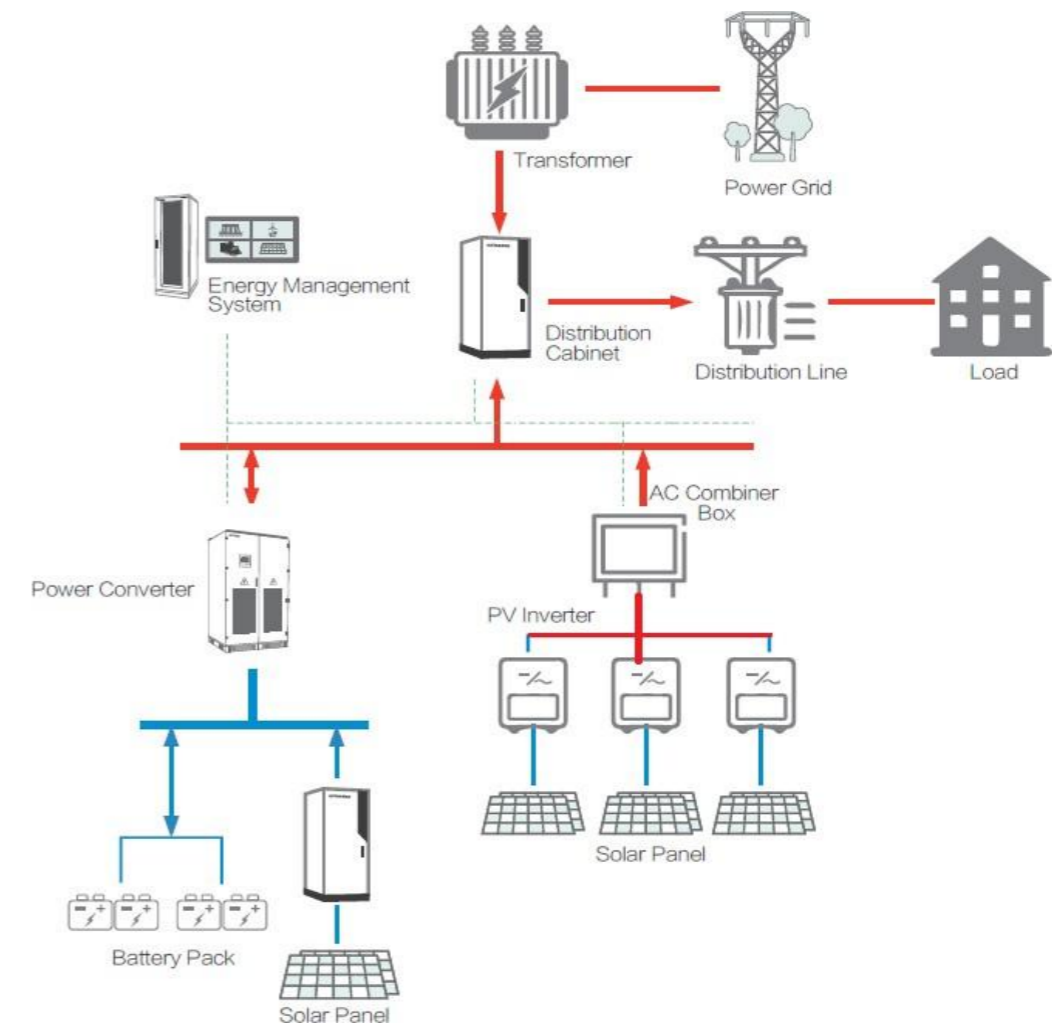 Transformer
Power Grid
Energy Management
System
Distribution
Cabinet
Distribution Line
Load
AC Combiner
Box
Power Converter
PV Inverter
Solar Panel
Battery Pack
Solar Panel